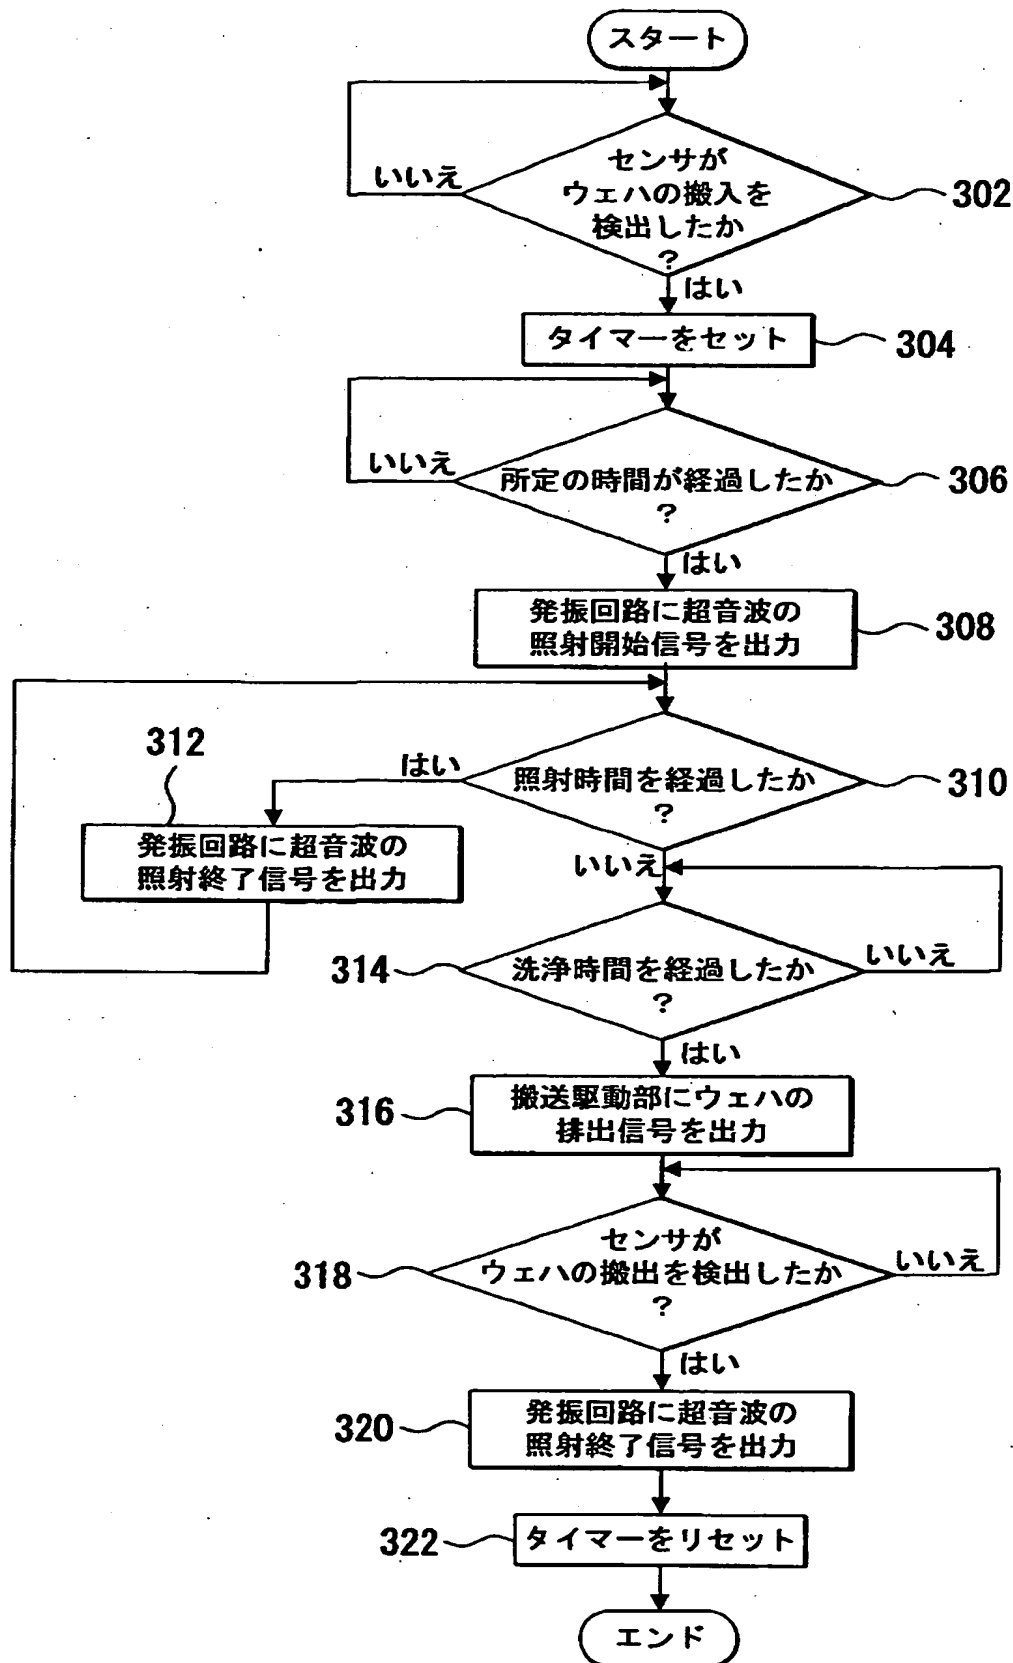 スタート
センサが
ウェハの搬入を
検出したか
?
302
いいえ
はい
タイマーをセット
304
所定の時間が経過したか
?
306
いいえ
はい
発振回路に超音波の
照射開始信号を出力
308
照射時間を経過したか
?
310
はい
312
発振回路に超音波の
照射終了信号を出力
いいえ
314
洗浄時間を経過したか
?
いいえ
はい
316
搬送駆動部にウェハの
排出信号を出力
318
センサが
ウェハの搬出を検出したか
?
いいえ
はい
320
発振回路に超音波の
照射終了信号を出力
322
タイマーをリセット
エンド